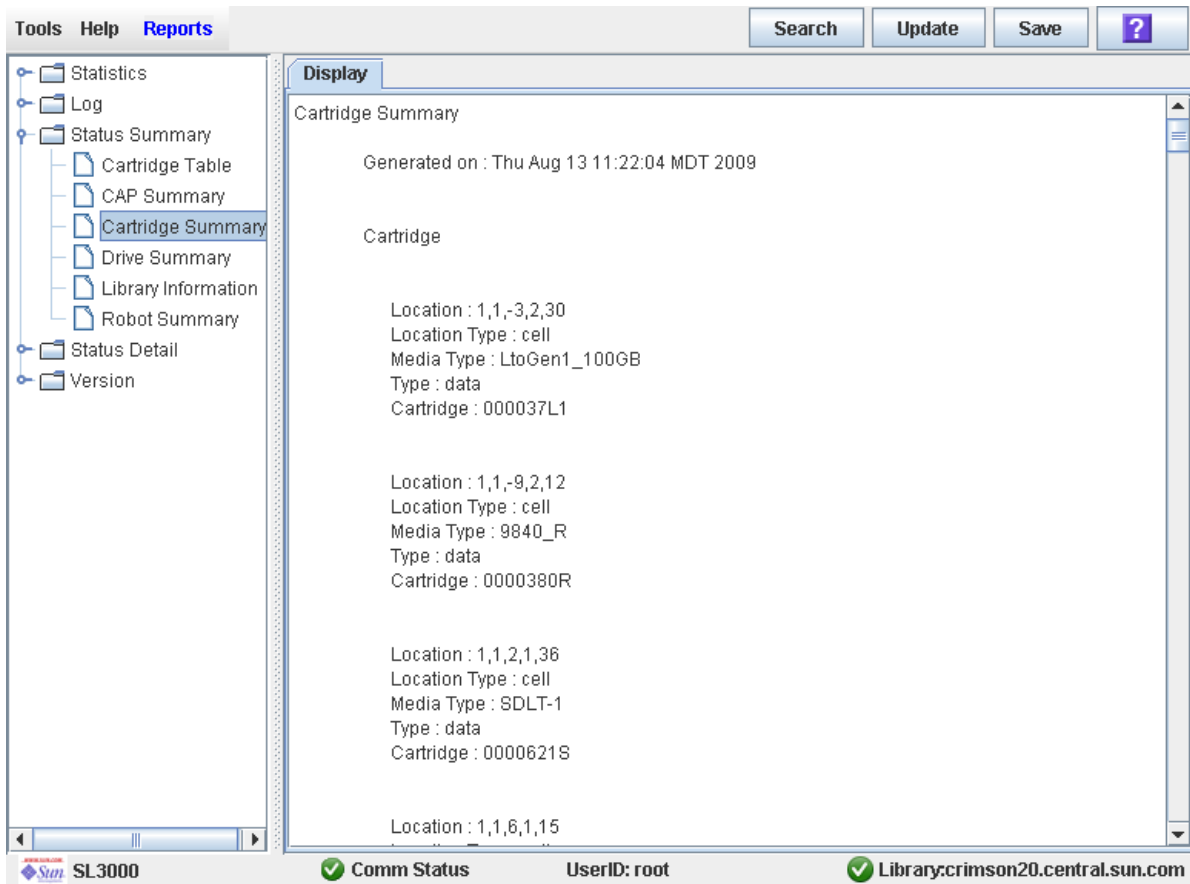 Tools Help Reports
Search Update Save ?
Statistics
Log
Status Summary
Cartridge Table
CAP Summary
Cartridge Summary
Drive Summary
Library Information
Robot Summary
Status Detail
Version
Display
Cartridge Summary
Generated on : Thu Aug 13 11:22:04 MDT 2009
Cartridge
Location : 1,1,-3,2,30
Location Type : cell
Media Type : LtoGen1_100GB
Type : data
Cartridge : 000037L1
Location : 1,1,-9,2,12
Location Type : cell
Media Type : 9840_R
Type : data
Cartridge : 0000380R
Location : 1,1,2,1,36
Location Type : cell
Media Type : SDLT-1
Type : data
Cartridge : 0000621S
Location : 1,1,6,1,15
Sun SL3000 Comm Status UserID: root Library:crimson20.central.sun.com